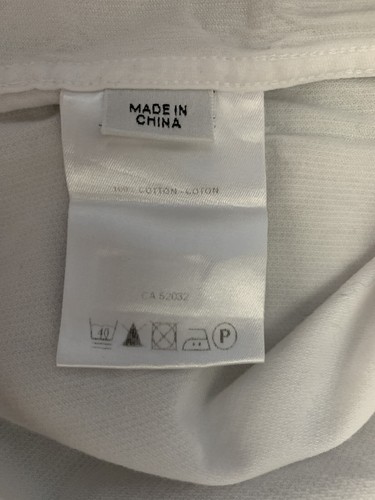 MADE IN
CHINA
100% COTTON - COTON
CA 52032
40
P